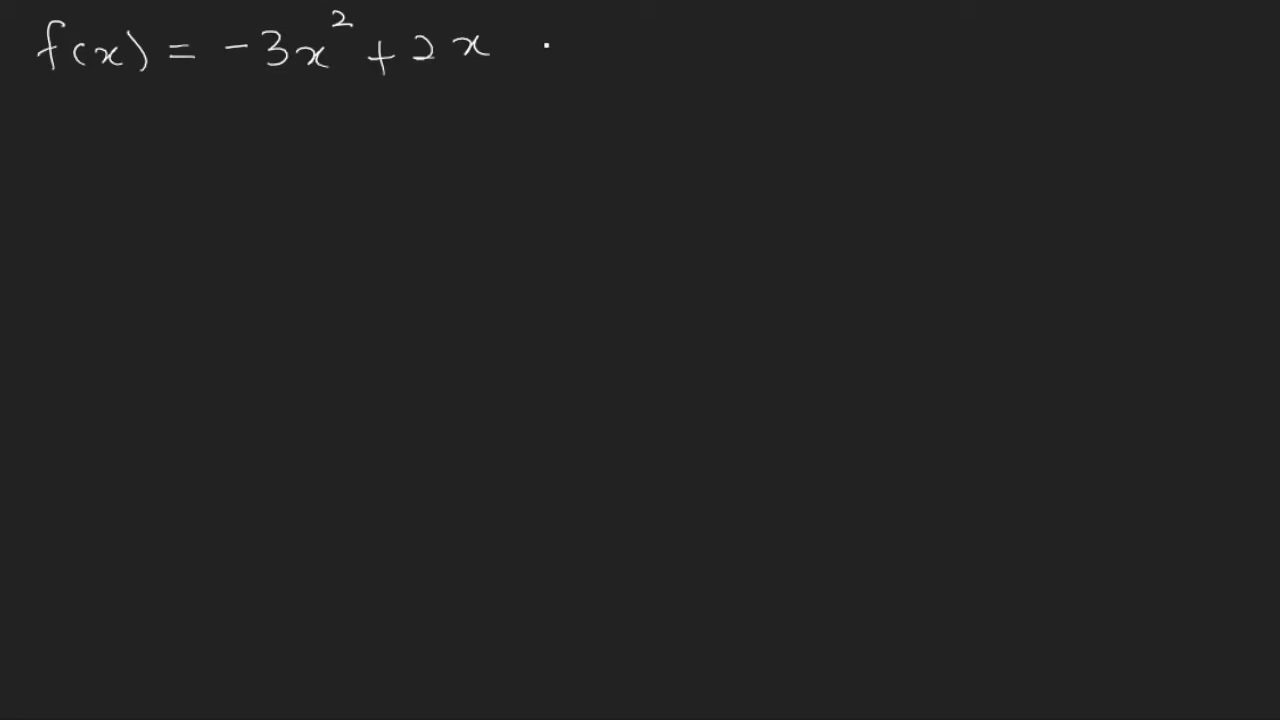 f(x) = -3x² + 2x